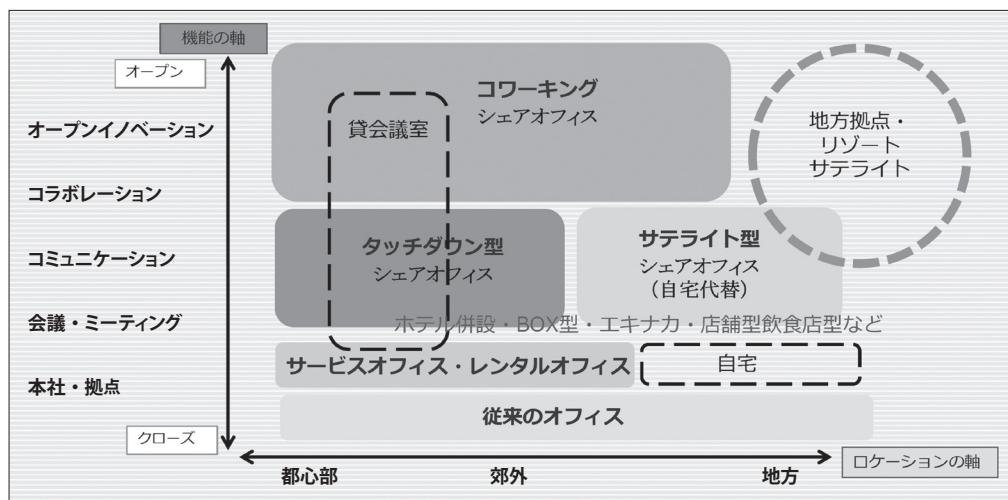 機能の軸
オープン
オープンイノベーション
コラボレーション
コミュニケーション
会議・ミーティング
本社・拠点
クローズ
コワーキング
シェアオフィス
貸会議室
地方拠点・
リゾート
サテライト
タッチダウン型
シェアオフィス
サテライト型
シェアオフィス
（自宅代替）
ホテル併設・BOX型・エキナカ・店舗型飲食店型など
サービスオフィス・レンタルオフィス
自宅
従来のオフィス
都心部
郊外
地方
ロケーションの軸